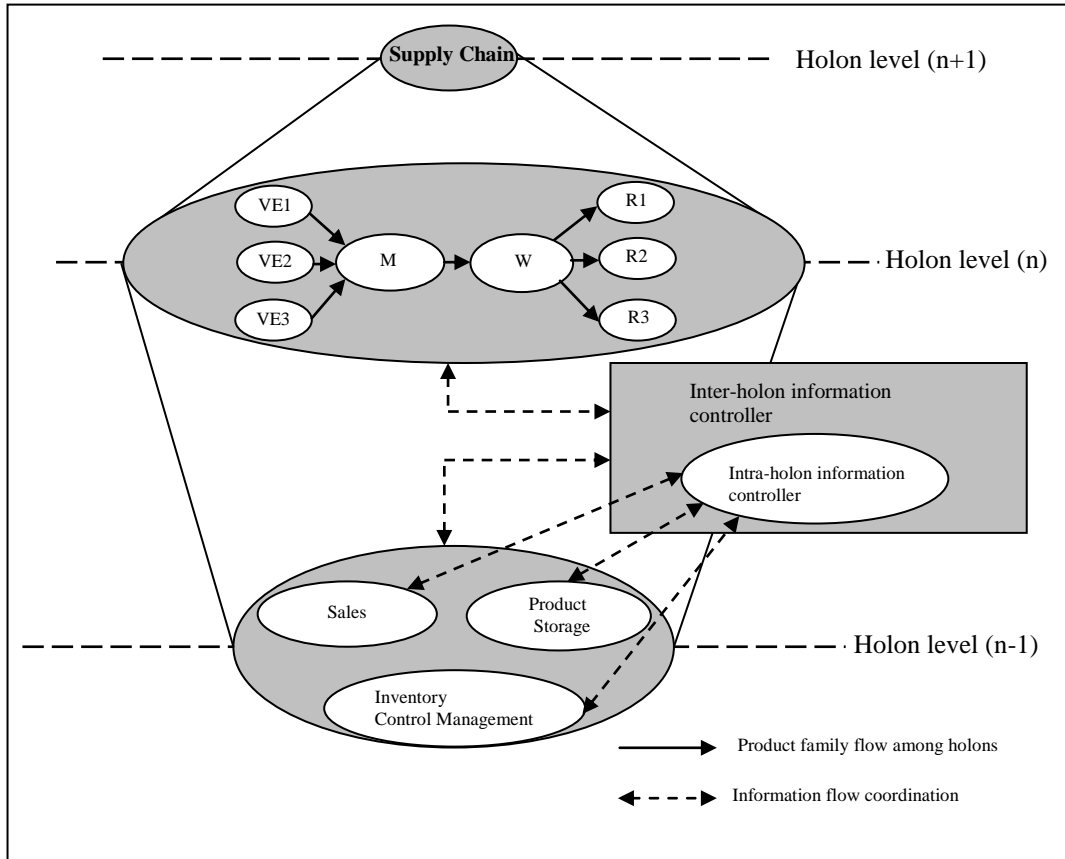 Supply Chain
Holon level (n+1)
VE1
R1
VE2
M
W
R2
Holon level (n)
VE3
R3
Inter-holon information
controller
Intra-holon information
controller
Sales
Product
Storage
Holon level (n-1)
Inventory
Control Management
Product family flow among holons
Information flow coordination